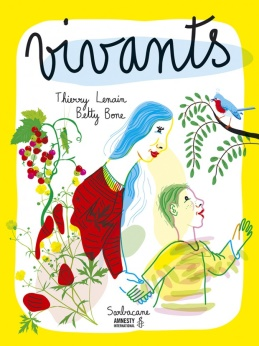 vivants
Thierry Lenain
Betty Bone
Sarbacane
AMNESTY
INTERNATIONAL